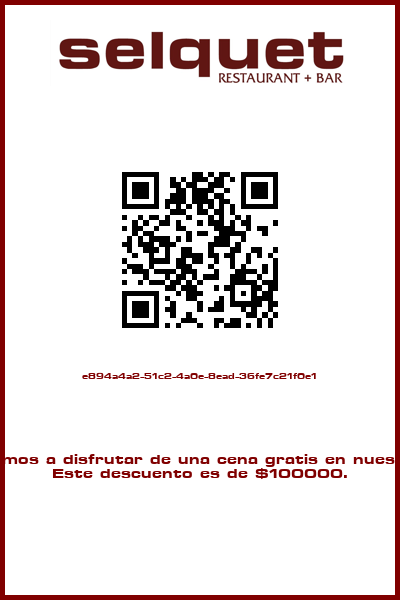 selquet
RESTAURANT + BAR
e894a4a2-51c2-4a0e-8ead-36fe7c21f0e1
mos a disfrutar de una cena gratis en nues
Este descuento es de $100000.